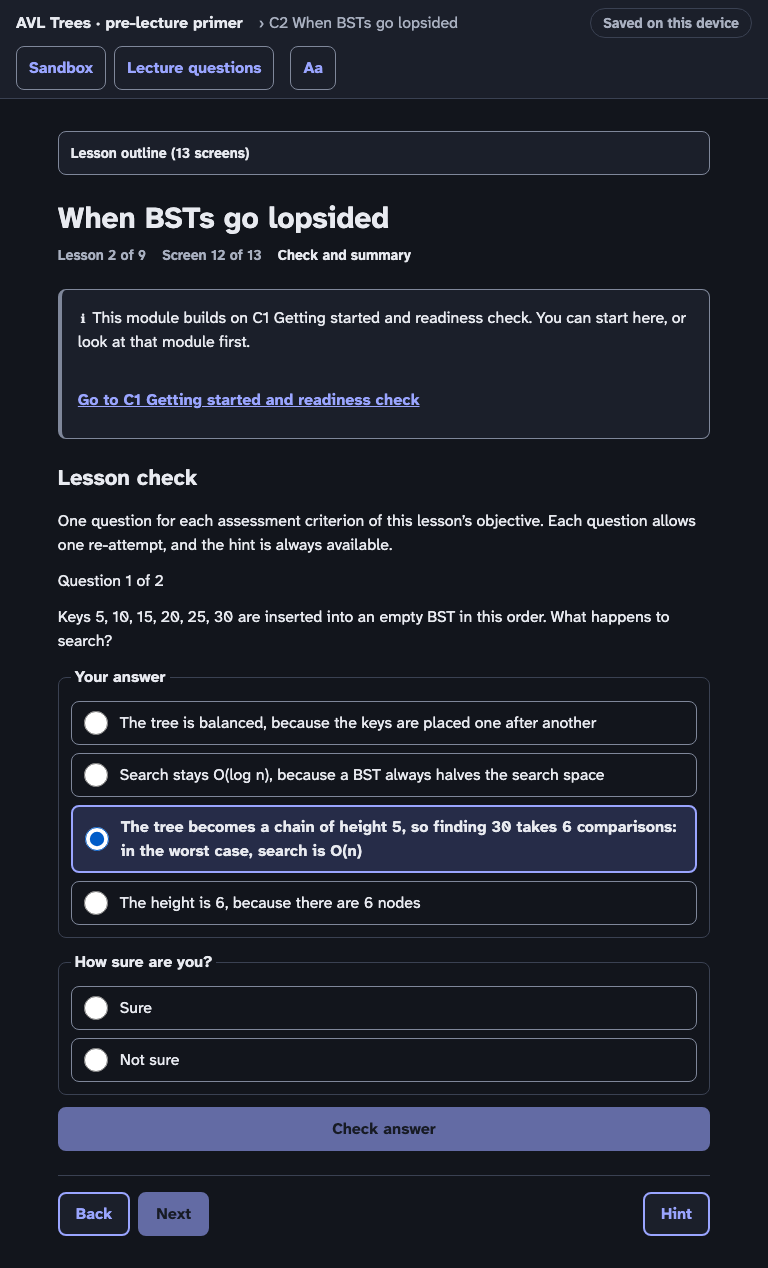 AVL Trees · pre-lecture primer › C2 When BSTs go lopsided
Saved on this device
Sandbox
Lecture questions
Aa
Lesson outline (13 screens)
When BSTs go lopsided
Lesson 2 of 9 Screen 12 of 13 Check and summary
ℹ This module builds on C1 Getting started and readiness check. You can start here, or
look at that module first.
Go to C1 Getting started and readiness check
Lesson check
One question for each assessment criterion of this lesson’s objective. Each question allows
one re-attempt, and the hint is always available.
Question 1 of 2
Keys 5, 10, 15, 20, 25, 30 are inserted into an empty BST in this order. What happens to
search?
Your answer
The tree is balanced, because the keys are placed one after another
Search stays O(log n), because a BST always halves the search space
The tree becomes a chain of height 5, so finding 30 takes 6 comparisons:
in the worst case, search is O(n)
The height is 6, because there are 6 nodes
How sure are you?
Sure
Not sure
Check answer
Back
Next
Hint